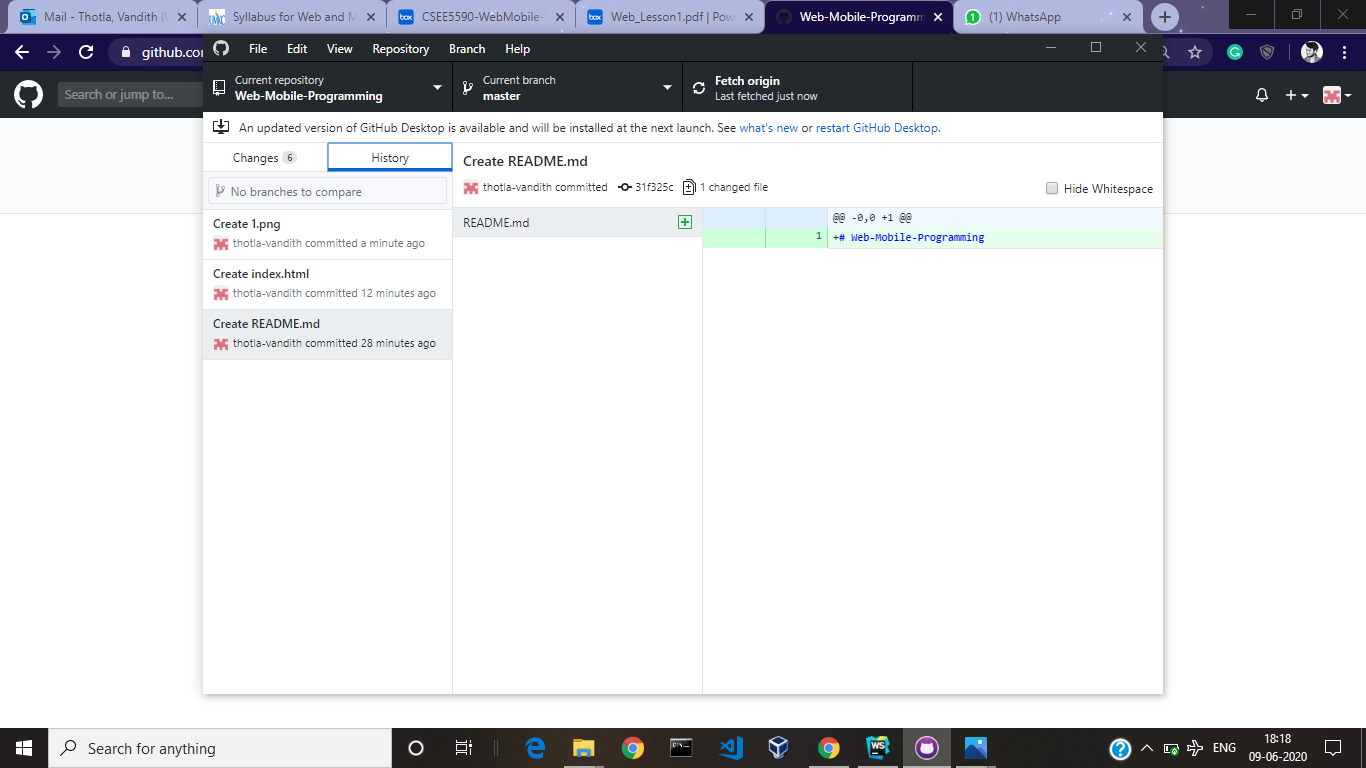 Mail - Thotla, Vandith (
Syllabus for Web and M
CSEE5590-WebMobile-
Web_Lesson1.pdf | Pow
Web-Mobile-Programm
(1) WhatsApp
github.co
Search or jump to...
File Edit View Repository Branch Help
Current repository
Web-Mobile-Programming
Current branch
master
Fetch origin
Last fetched just now
An updated version of GitHub Desktop is available and will be installed at the next launch. See what's new or restart GitHub Desktop.
Changes 6
History
No branches to compare
Create 1.png
thotla-vandith committed a minute ago
Create index.html
thotla-vandith committed 12 minutes ago
Create README.md
thotla-vandith committed 28 minutes ago
Create README.md
thotla-vandith committed 31f325c 1 changed file
Hide Whitespace
README.md
@@ -0,0 +1 @@
1 +# Web-Mobile-Programming
Search for anything
ENG
18:18
09-06-2020